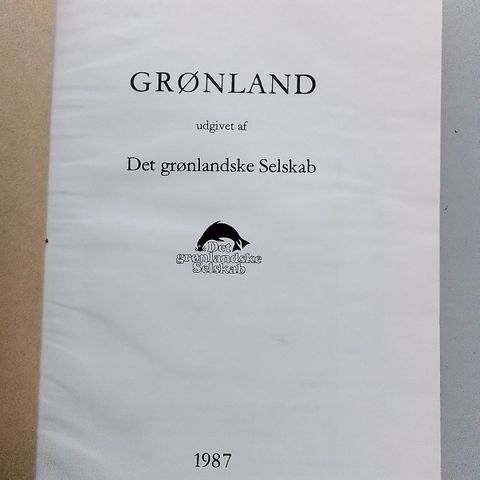 GRØNLAND
udgivet af
Det grønlandske Selskab
Det
grønlandske
Selskab
1987